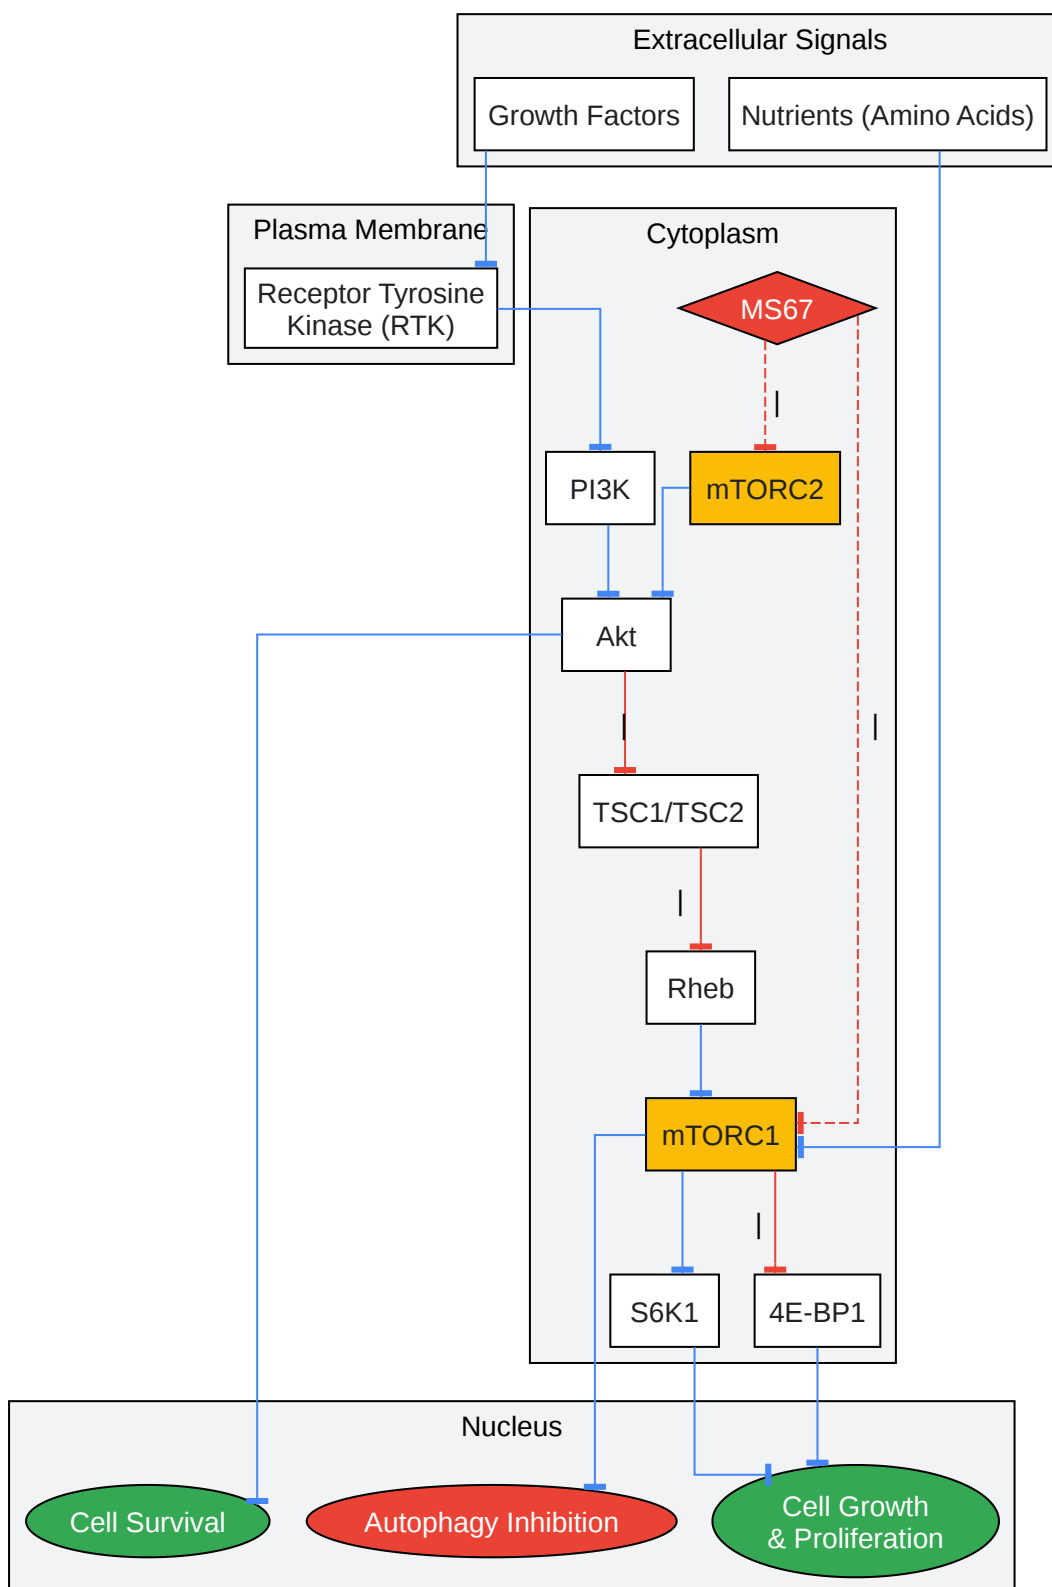 Extracellular Signals
Growth Factors
Nutrients (Amino Acids)
Plasma Membrane
Receptor Tyrosine
Kinase (RTK)
Cytoplasm
MS67
|
PI3K
mTORC2
Akt
|
|
TSC1/TSC2
|
Rheb
mTORC1
|
S6K1
4E-BP1
Nucleus
Cell Survival
Autophagy Inhibition
Cell Growth
& Proliferation